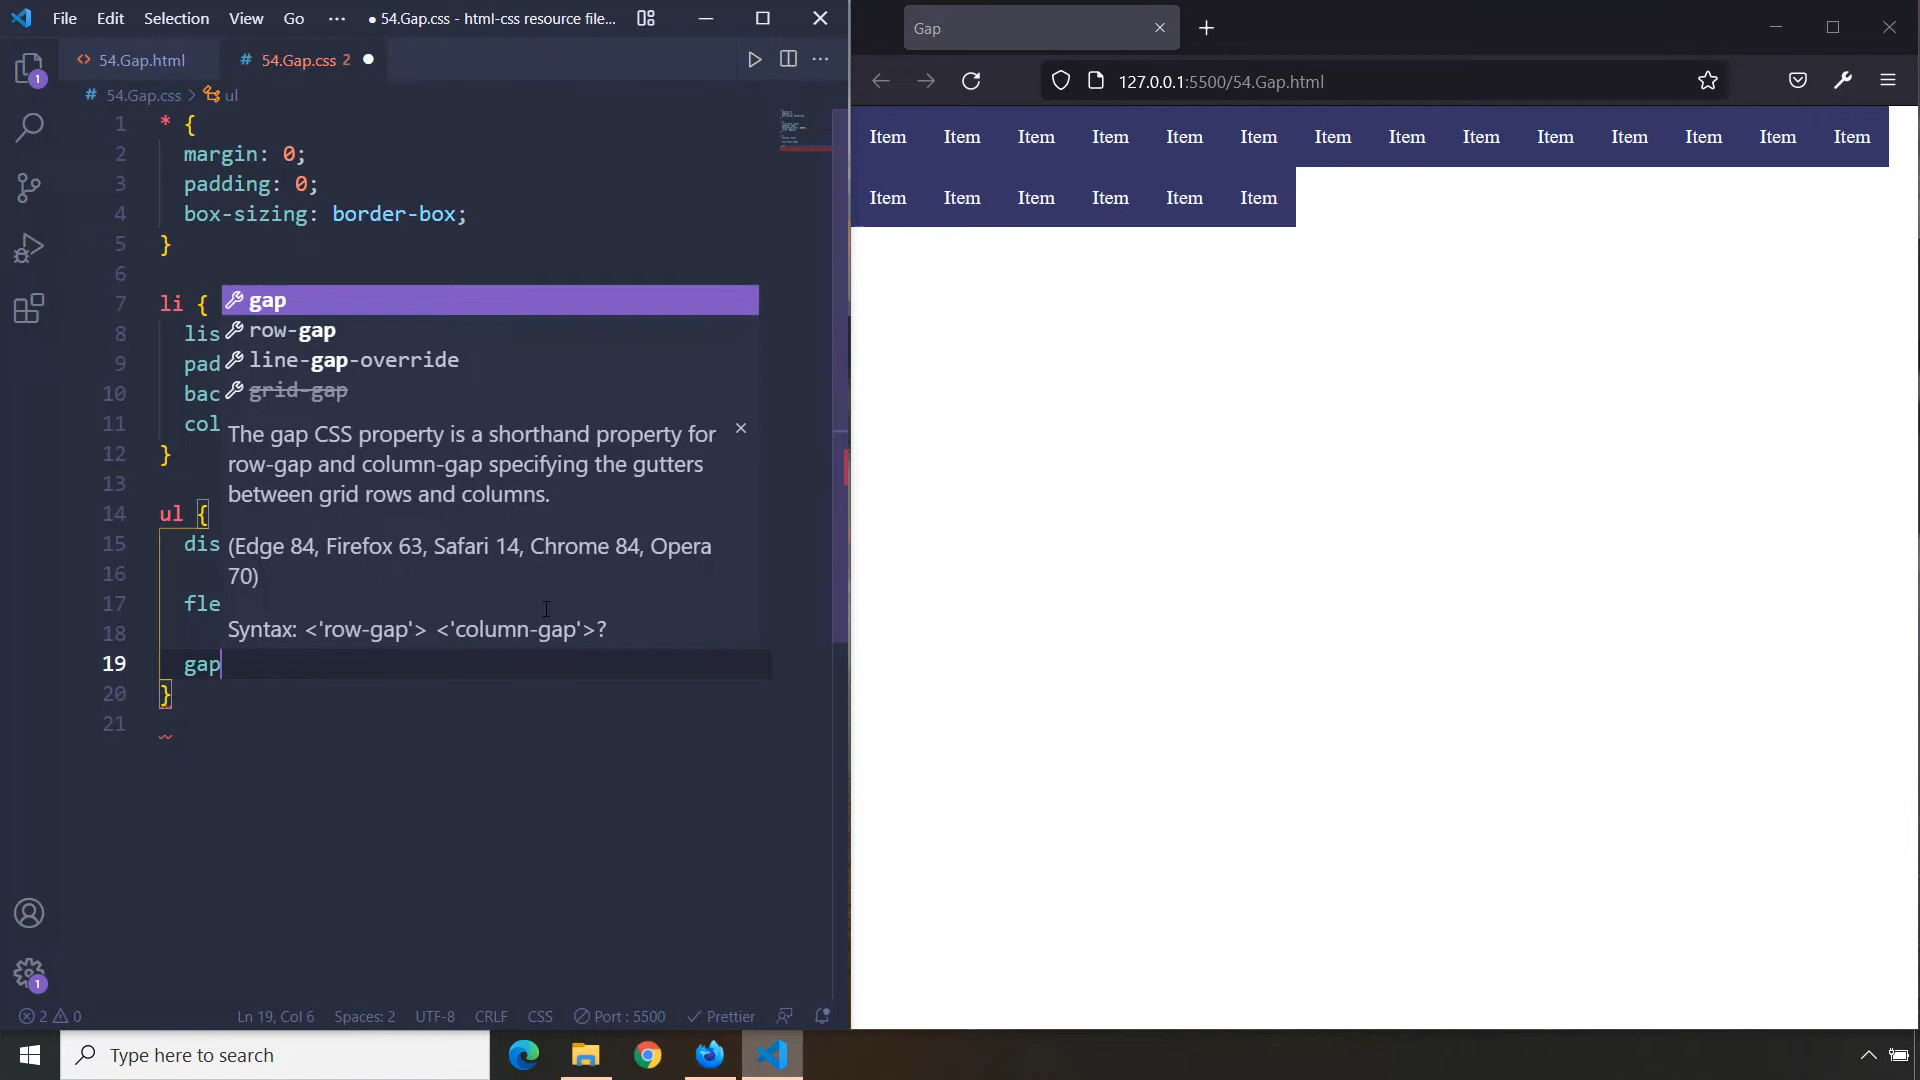 File Edit Selection View Go ··· ● 54.Gap.css - html-css resource file...
54.Gap.html
# 54.Gap.css 2 ●
# 54.Gap.css > ul
1 * {
2 margin: 0;
3 padding: 0;
4 box-sizing: border-box;
5 }
6
7 li {
8 lis
9 pad
10 bac
11 col
12 }
13
14 ul {
15 dis
16
17 fle
18
19 gap
20 }
21
gap
row-gap
line-gap-override
grid-gap
The gap CSS property is a shorthand property for
row-gap and column-gap specifying the gutters
between grid rows and columns.
(Edge 84, Firefox 63, Safari 14, Chrome 84, Opera
70)
Syntax: <'row-gap'> <'column-gap'>?
1
1
2 0 Ln 19, Col 6 Spaces: 2 UTF-8 CRLF CSS Port : 5500 Prettier
Gap
127.0.0.1:5500/54.Gap.html
Item Item Item Item Item Item Item Item Item Item Item Item Item Item
Item Item Item Item Item Item
Type here to search